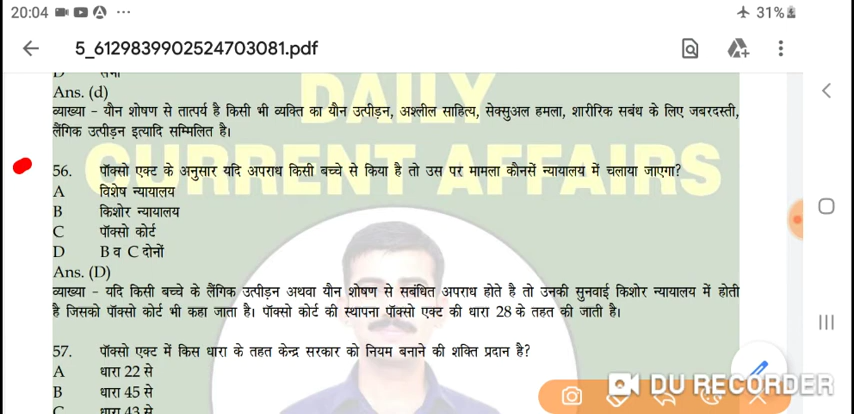 20:04 ... 31%
5_6129839902524703081.pdf
D सभी
Ans. (d)
व्याख्या - यौन शोषण से तात्पर्य है किसी भी व्यक्ति का यौन उत्पीड़न, अश्लील साहित्य, सेक्सुअल हमला, शारीरिक सबंध के लिए जबरदस्ती,
लैंगिक उत्पीड़न इत्यादि सम्मिलित है।
DAILY
CURRENT AFFAIRS
56. पॉक्सो एक्ट के अनुसार यदि अपराध किसी बच्चे से किया है तो उस पर मामला कौनसें न्यायालय में चलाया जाएगा?
A विशेष न्यायालय
B किशोर न्यायालय
C पॉक्सो कोर्ट
D B व C दोनों
Ans. (D)
व्याख्या - यदि किसी बच्चे के लैंगिक उत्पीड़न अथवा यौन शोषण से सबंधित अपराध होते है तो उनकी सुनवाई किशोर न्यायालय में होती
है जिसको पॉक्सो कोर्ट भी कहा जाता है। पॉक्सो कोर्ट की स्थापना पॉक्सो एक्ट की धारा 28 के तहत की जाती है।
57. पॉक्सो एक्ट में किस धारा के तहत केन्द्र सरकार को नियम बनाने की शक्ति प्रदान है?
A धारा 22 से
B धारा 45 से
C धारा 43 से
DU RECORDER